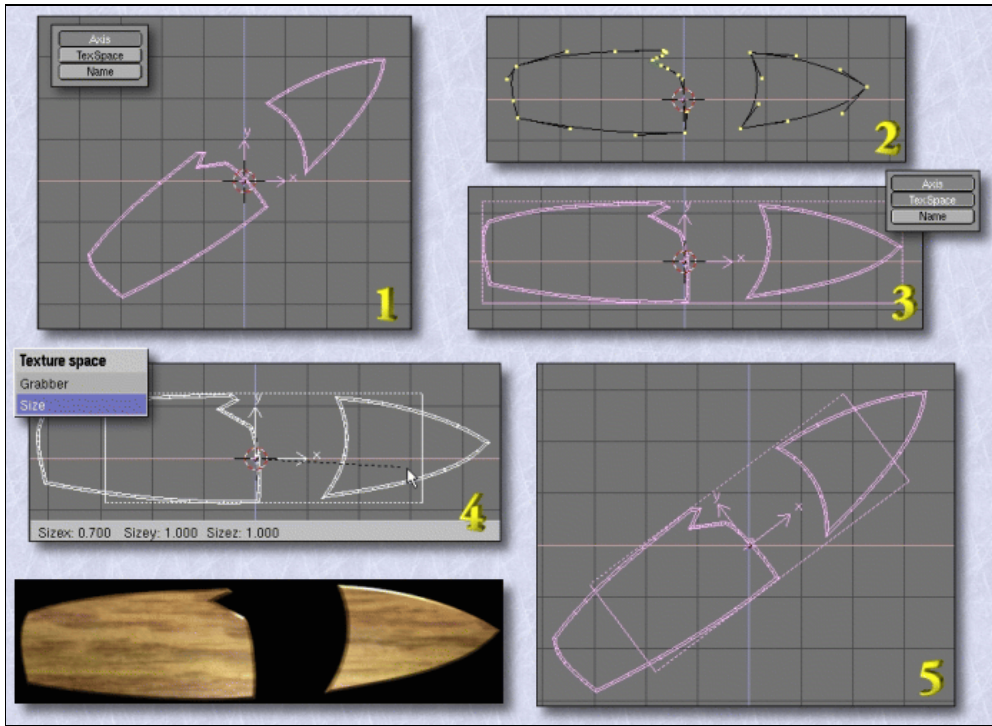 Axis
TexSpace
Name
y
x
1
2
Axis
TexSpace
Name
y
x
3
Texture space
Grabber
Size
y
x
Sizex: 0.700 Sizey: 1.000 Sizez: 1.000
4
y
x
5